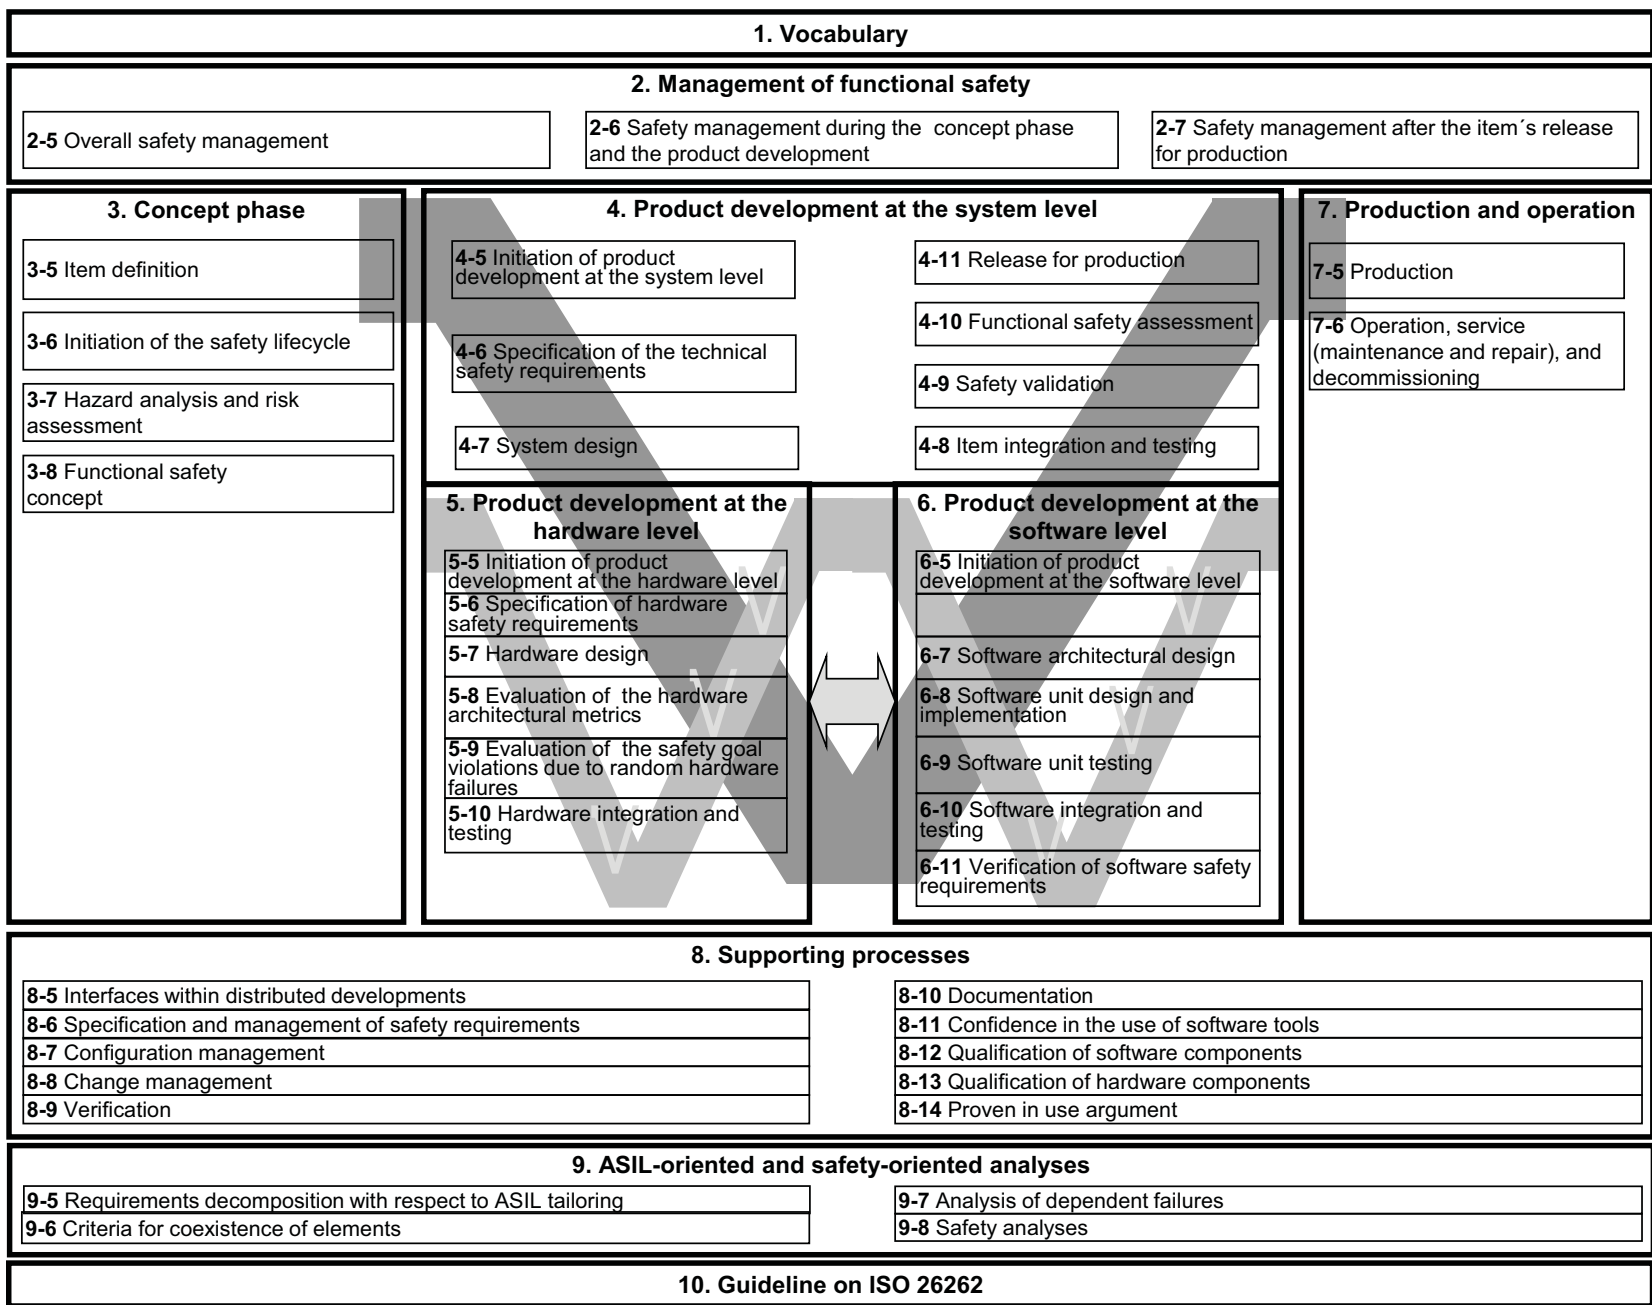 1. Vocabulary
2. Management of functional safety
2-5 Overall safety management
2-6 Safety management during the  concept phase
and the product development
2-7 Safety management after the item´s release
for production
3. Concept phase
3-5 Item definition
3-6 Initiation of the safety lifecycle
3-7 Hazard analysis and risk
assessment
3-8 Functional safety
concept
4. Product development at the system level
4-5 Initiation of product
development at the system level
4-6 Specification of the technical
safety requirements
4-7 System design
4-11 Release for production
4-10 Functional safety assessment
4-9 Safety validation
4-8 Item integration and testing
7. Production and operation
7-5 Production
7-6 Operation, service
(maintenance and repair), and
decommissioning
5. Product development at the
hardware level
5-5 Initiation of product
development at the hardware level
5-6 Specification of hardware
safety requirements
5-7 Hardware design
5-8 Evaluation of  the hardware
architectural metrics
5-9 Evaluation of  the safety goal
violations due to random hardware
failures
5-10 Hardware integration and
testing
6. Product development at the
software level
6-5 Initiation of product
development at the software level
6-7 Software architectural design
6-8 Software unit design and
implementation
6-9 Software unit testing
6-10 Software integration and
testing
6-11 Verification of software safety
requirements
8. Supporting processes
8-5 Interfaces within distributed developments
8-6 Specification and management of safety requirements
8-7 Configuration management
8-8 Change management
8-9 Verification
8-10 Documentation
8-11 Confidence in the use of software tools
8-12 Qualification of software components
8-13 Qualification of hardware components
8-14 Proven in use argument
9. ASIL-oriented and safety-oriented analyses
9-5 Requirements decomposition with respect to ASIL tailoring
9-6 Criteria for coexistence of elements
9-7 Analysis of dependent failures
9-8 Safety analyses
10. Guideline on ISO 26262